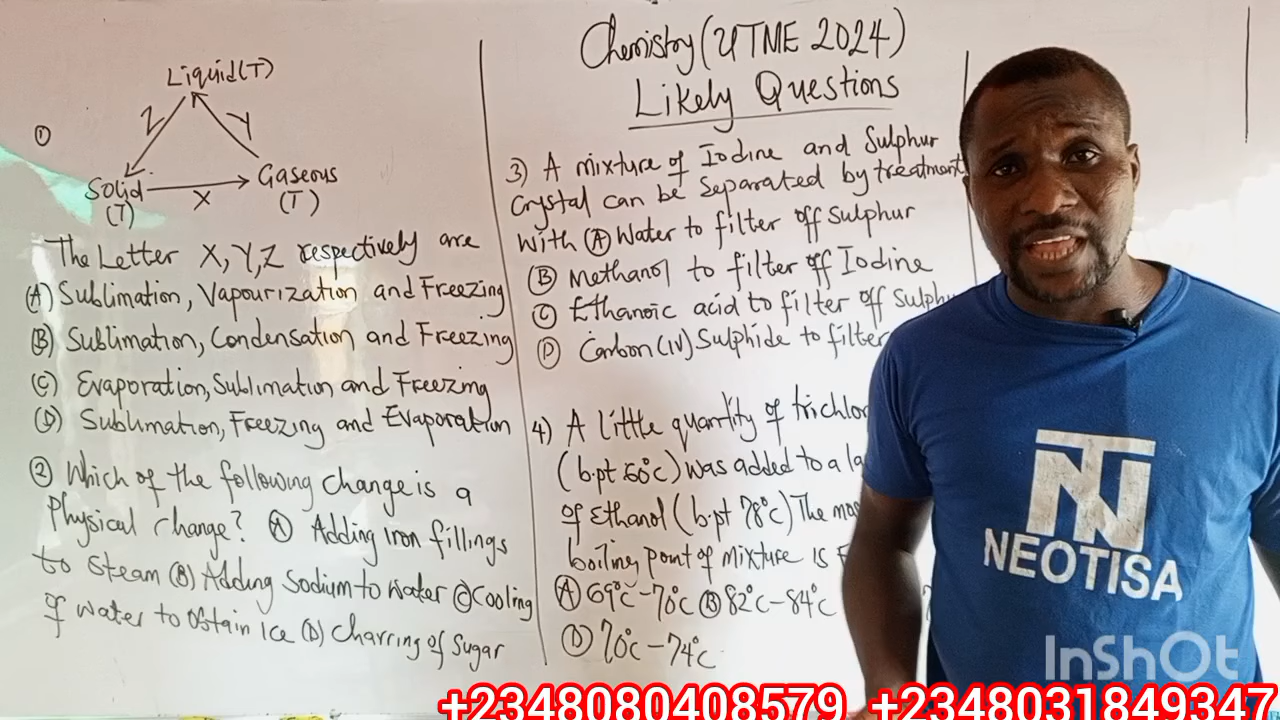 Chemistry (UTME 2024)
Likely Questions
①
Liquid(T)
Z
Y
Solid
(T)
X
Gaseous
(T)
The Letter X, Y, Z respectively are
(A) Sublimation, Vapourization and Freezing
(B) Sublimation, Condensation and Freezing
(C) Evaporation, Sublimation and Freezing
(D) Sublimation, Freezing and Evaporation
② Which of the following change is a
Physical change? (A) Adding iron fillings
to Steam (B) Adding Sodium to Water (C) Cooling
of water to obtain ice (D) Charring of Sugar
3) A mixture of Iodine and Sulphur
Crystal can be separated by treatment
With (A) Water to filter off Sulphur
(B) Methanol to filter off Iodine
(C) Ethanoic acid to filter off Sulphu
(D) Carbon(IV) Sulphide to filter
4) A little quantity of trichlor
(b.pt 60°c) was added to a la
of Ethanol (b.pt 78°c) The mos
boiling point of mixture is
(A) 69°c-70°c (B) 82°c-84°c
(D) 70°c-74°c
TN
NEOTISA
InShOt
+2348080408579 +2348031849347